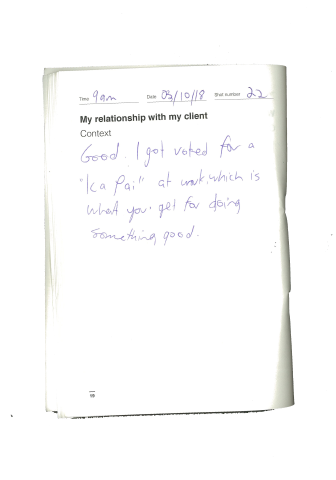 Time 9am Date 03/10/18 Shift number 22
My relationship with my client
Context
Good. I got voted for a
"Ka Pai" at work, which is
what you get for doing
something good.